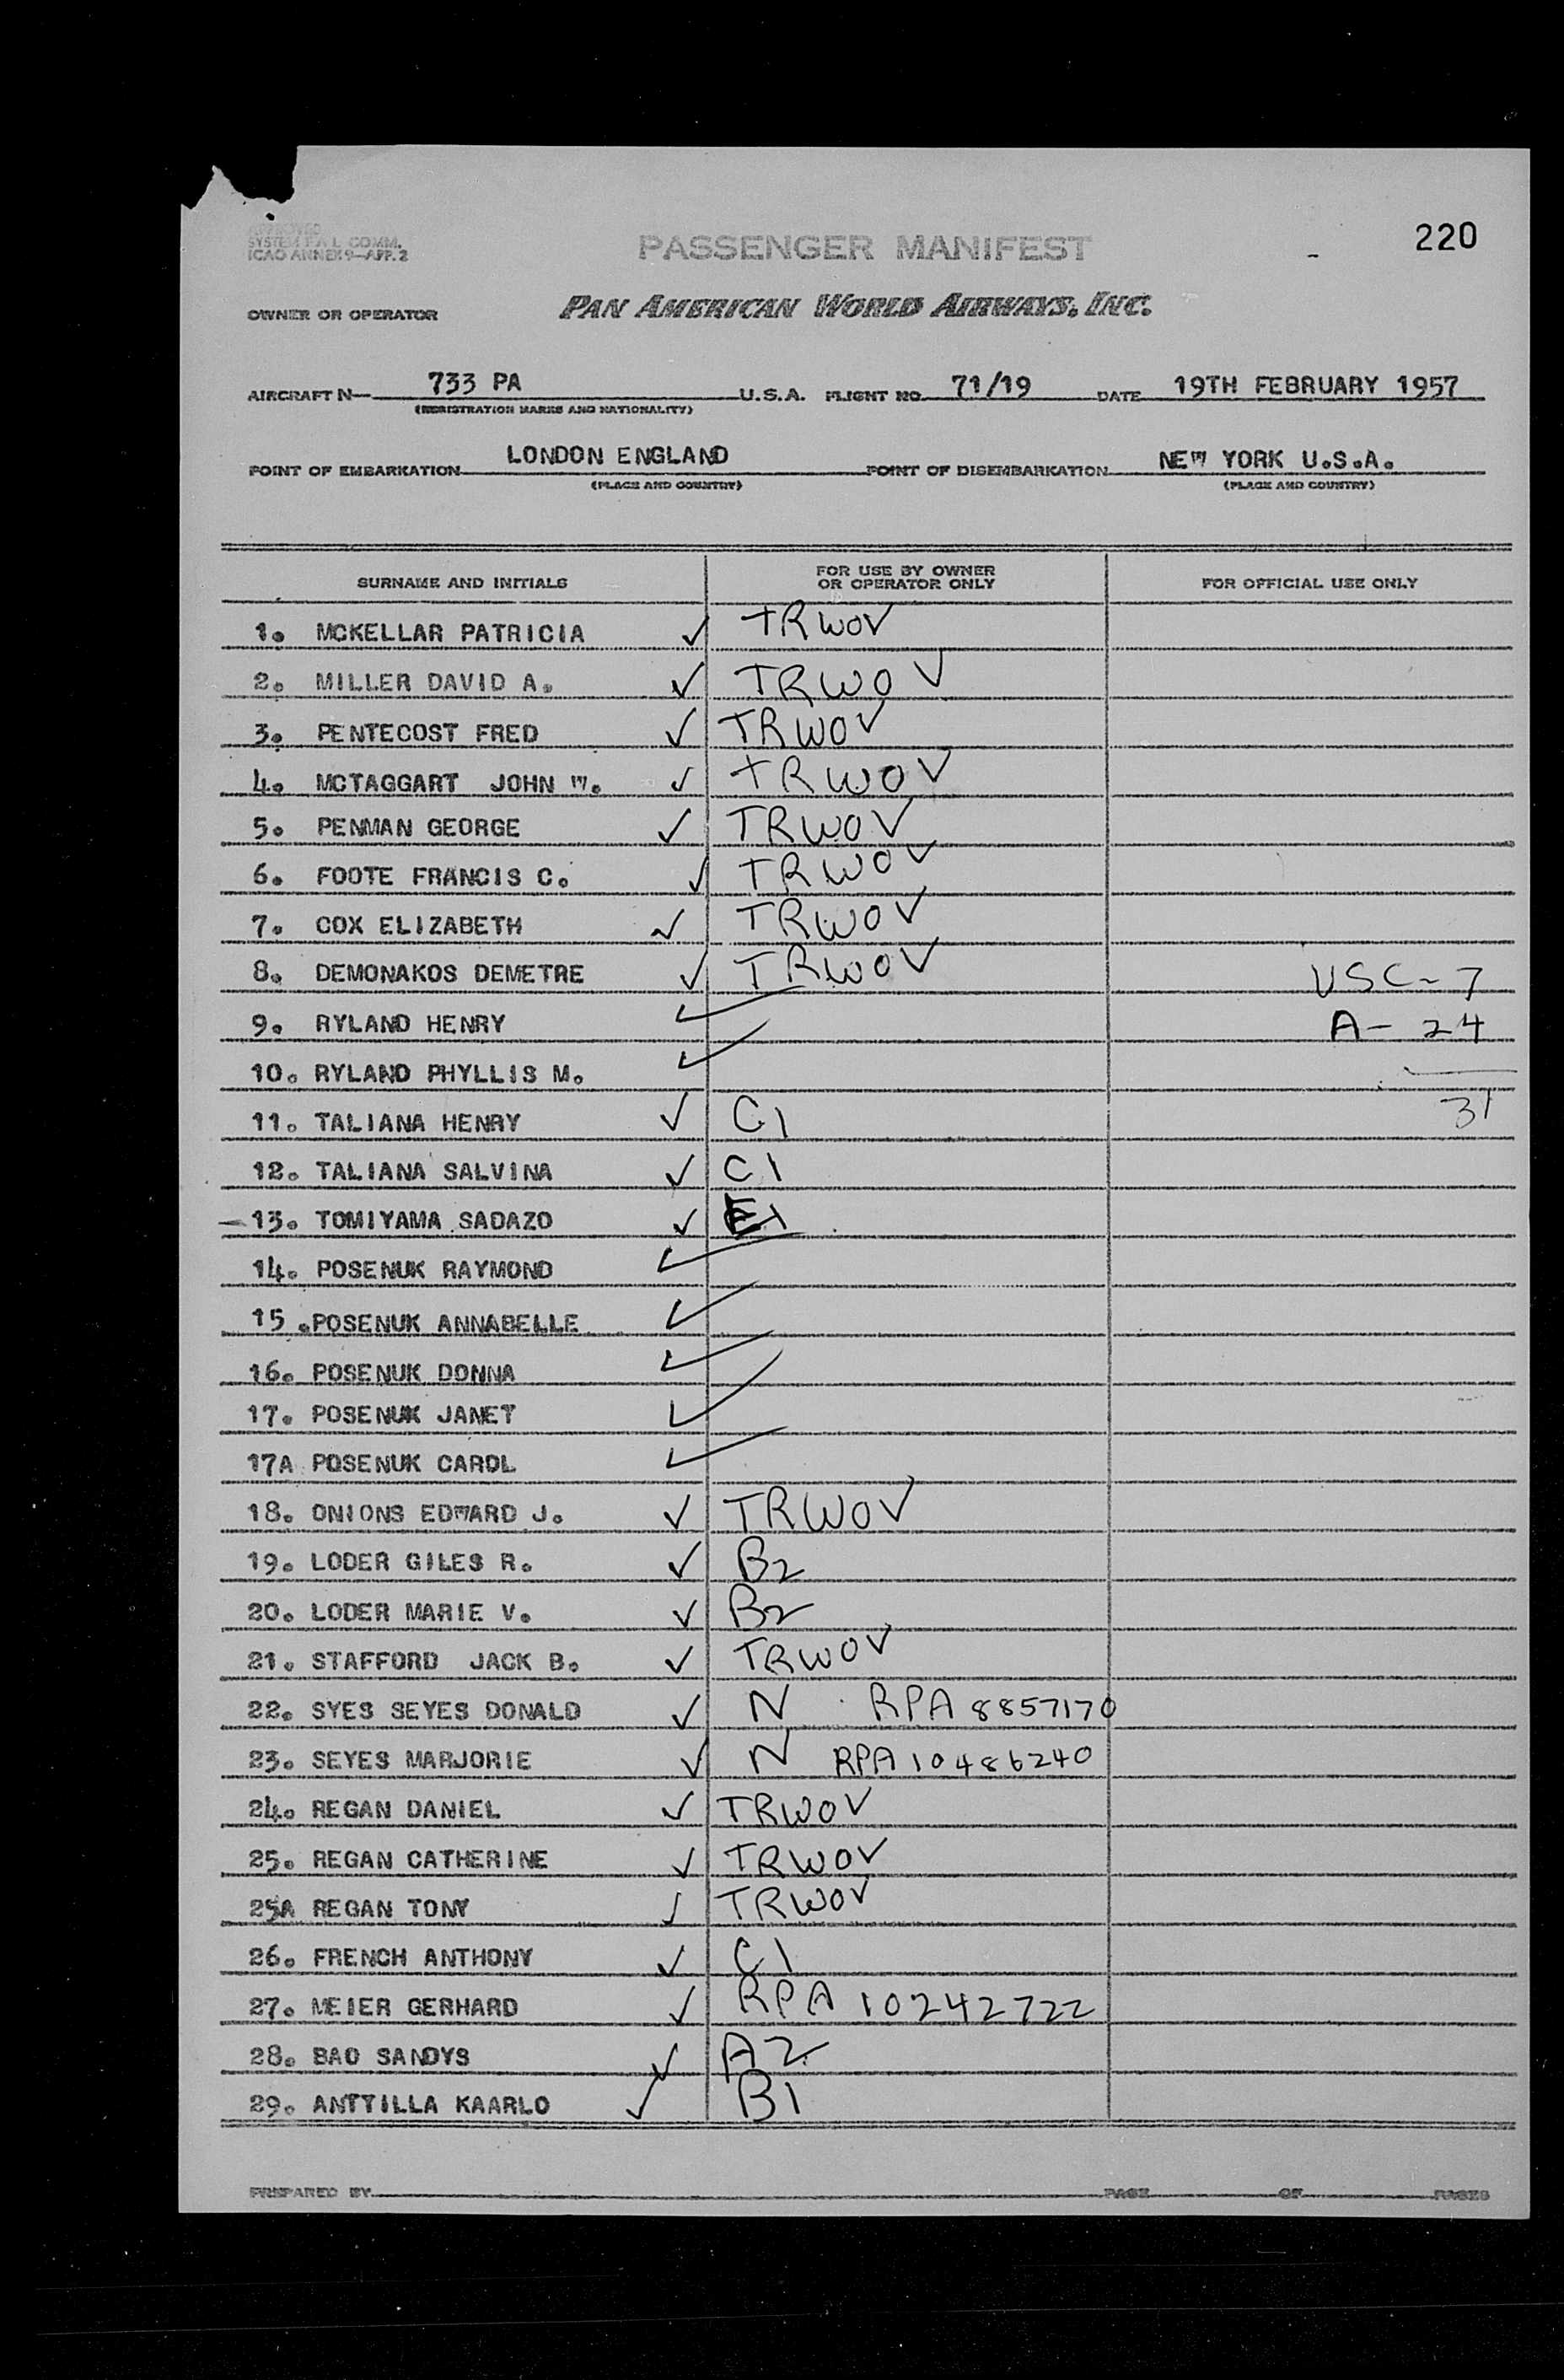 220
APPROVED
SYSTEM F A L COMM.
ICAO ANNEX 9—APP. 2
PASSENGER MANIFEST
OWNER OR OPERATOR PAN AMERICAN WORLD AIRWAYS, INC.
AIRCRAFT N— 733 PA U.S.A. FLIGHT NO. 71/19 DATE 19TH FEBRUARY 1957
(REGISTRATION MARKS AND NATIONALITY)
POINT OF EMBARKATION LONDON ENGLAND POINT OF DISEMBARKATION NEW YORK U.S.A.
(PLACE AND COUNTRY) (PLACE AND COUNTRY)
SURNAME AND INITIALS FOR USE BY OWNER OR OPERATOR ONLY FOR OFFICIAL USE ONLY
1. MCKELLAR PATRICIA ✓ TRWOV
2. MILLER DAVID A. ✓ TRWOV
3. PENTECOST FRED ✓ TRWOV
4. MCTAGGART JOHN W. ✓ TRWOV
5. PENMAN GEORGE ✓ TRWOV
6. FOOTE FRANCIS C. ✓ TRWOV
7. COX ELIZABETH ✓ TRWOV
8. DEMONAKOS DEMETRE ✓ TRWOV USC - 7
9. RYLAND HENRY ✓ A - 24
10. RYLAND PHYLLIS M. ✓
11. TALIANA HENRY ✓ C1 31
12. TALIANA SALVINA ✓ C1
—13. TOMIYAMA SADAZO ✓
14. POSENUK RAYMOND ✓
15. POSENUK ANNABELLE ✓
16. POSENUK DONNA ✓
17. POSENUK JANET ✓
17A POSENUK CAROL ✓
18. ONIONS EDWARD J. ✓ TRWOV
19. LODER GILES R. ✓ B2
20. LODER MARIE V. ✓ B2
21. STAFFORD JACK B. ✓ TRWOV
22. SYES SEYES DONALD ✓ N RPA 8857170
23. SEYES MARJORIE ✓ N RPA 10486240
24. REGAN DANIEL ✓ TRWOV
25. REGAN CATHERINE ✓ TRWOV
25A REGAN TONY ✓ TRWOV
26. FRENCH ANTHONY ✓ C1
27. MEIER GERHARD ✓ RPA 10242722
28. BAO SANDYS ✓ A2
29. ANTTILLA KAARLO ✓ B1
PREPARED BY PAGE OF PAGES